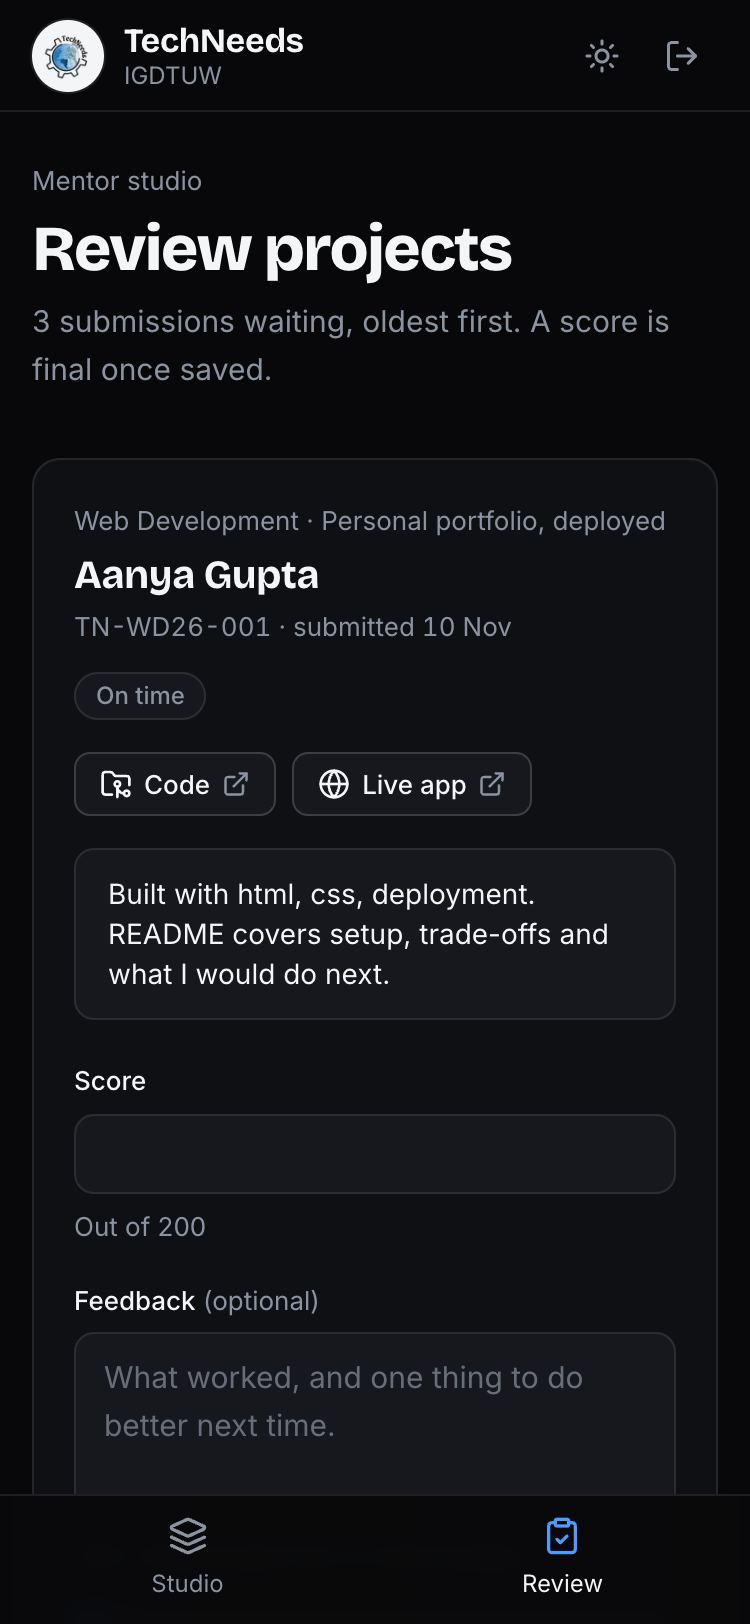 TechNeeds
TechNeeds
IGDTUW
Mentor studio
Review projects
3 submissions waiting, oldest first. A score is
final once saved.
Web Development · Personal portfolio, deployed
Aanya Gupta
TN-WD26-001 · submitted 10 Nov
On time
Code
Live app
Built with html, css, deployment.
README covers setup, trade-offs and
what I would do next.
Score
Out of 200
Feedback (optional)
What worked, and one thing to do
better next time.
Studio
Review